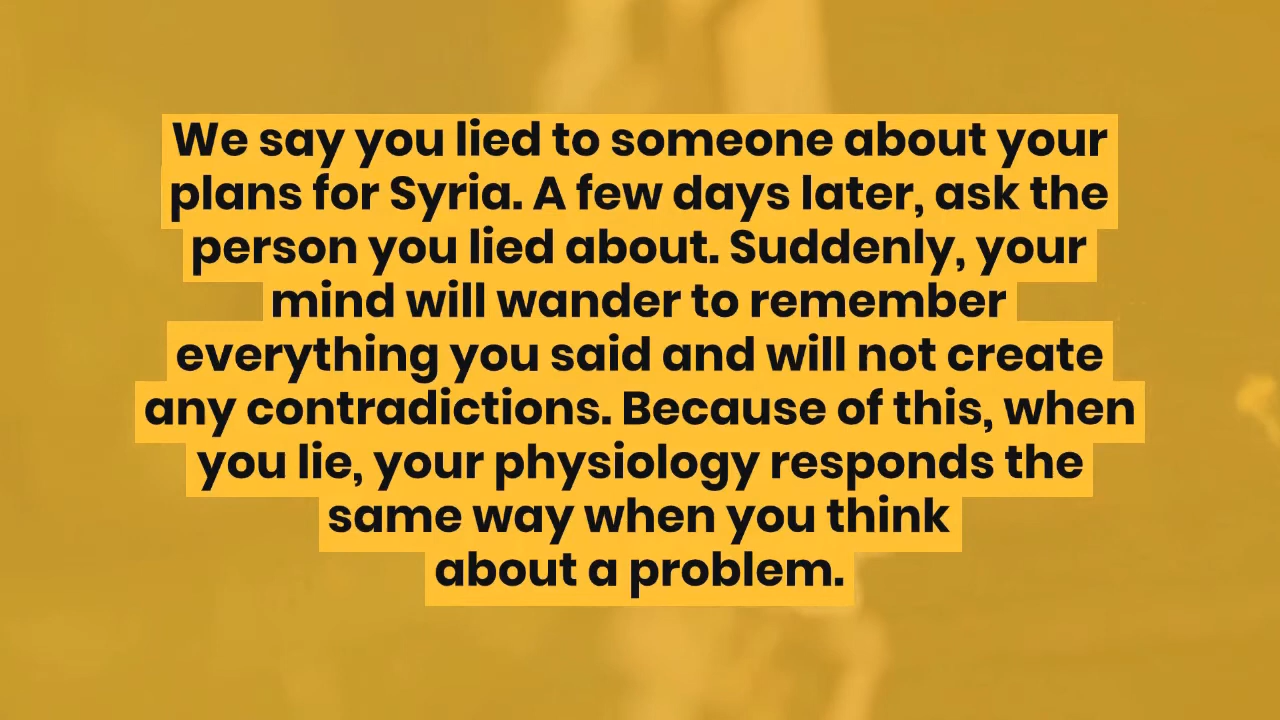 We say you lied to someone about your
plans for Syria. A few days later, ask the
person you lied about. Suddenly, your
mind will wander to remember
everything you said and will not create
any contradictions. Because of this, when
you lie, your physiology responds the
same way when you think
about a problem.